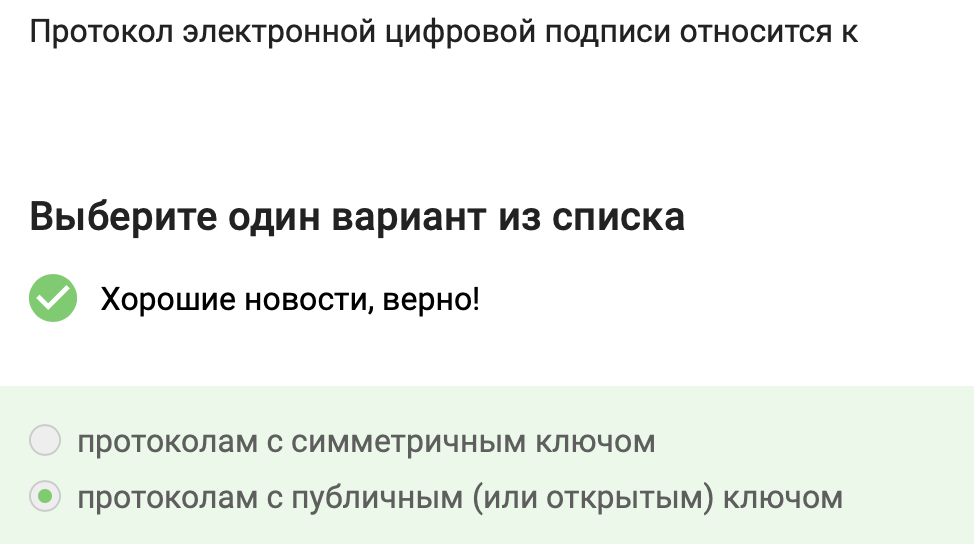 Протокол электронной цифровой подписи относится к
Выберите один вариант из списка
Хорошие новости, верно!
протоколам с симметричным ключом
протоколам с публичным (или открытым) ключом